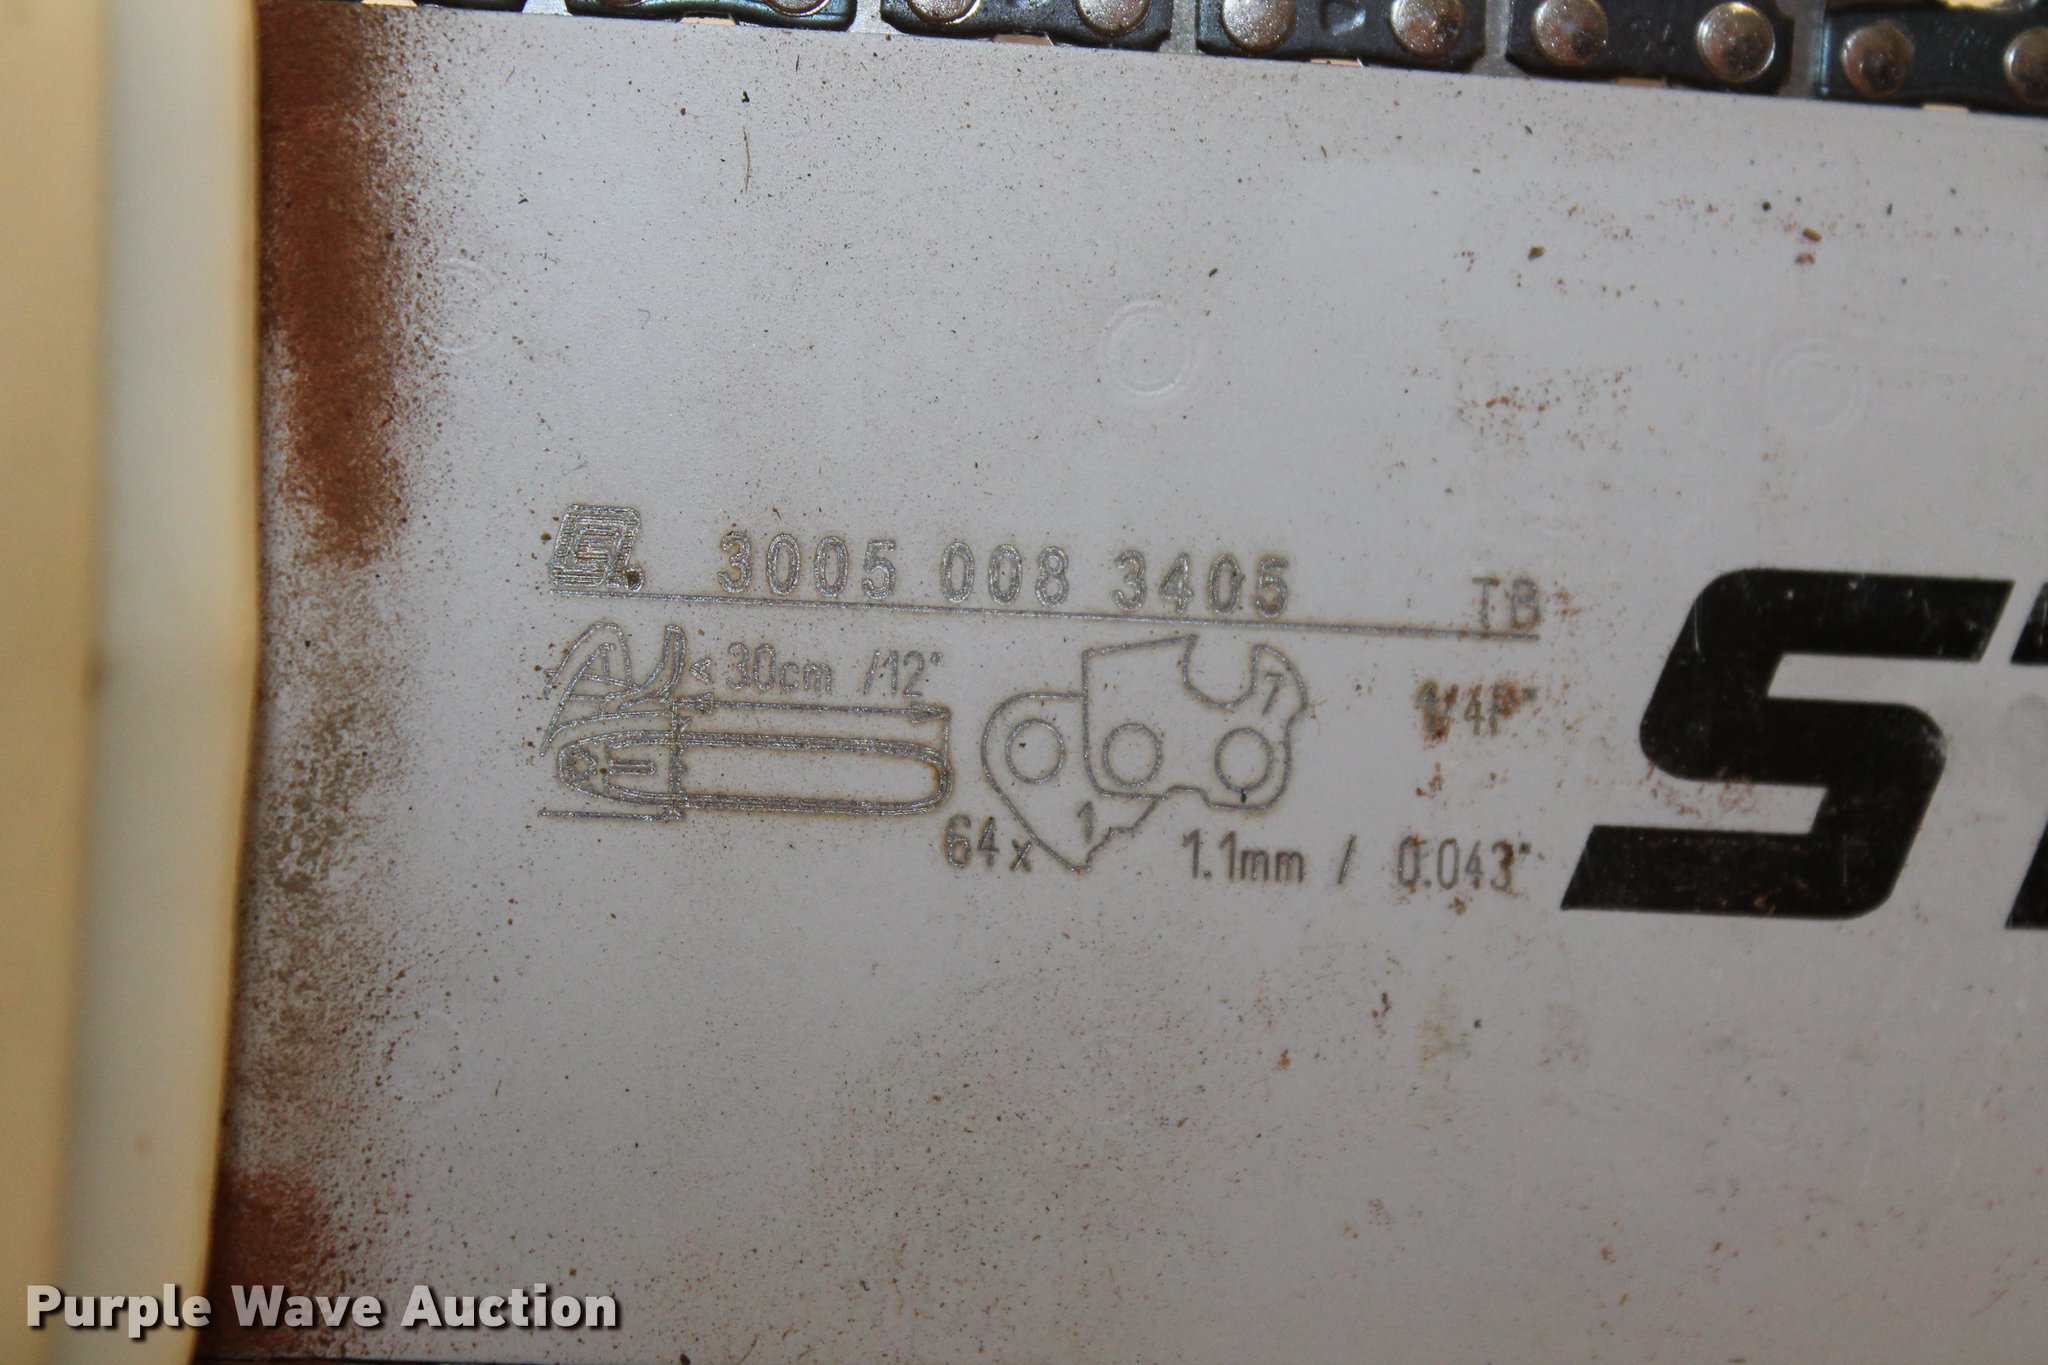 3005 008 3405 TB
< 30cm /12"
7
1/4P"
64x 1 1.1mm / 0.043"
ST
Purple Wave Auction